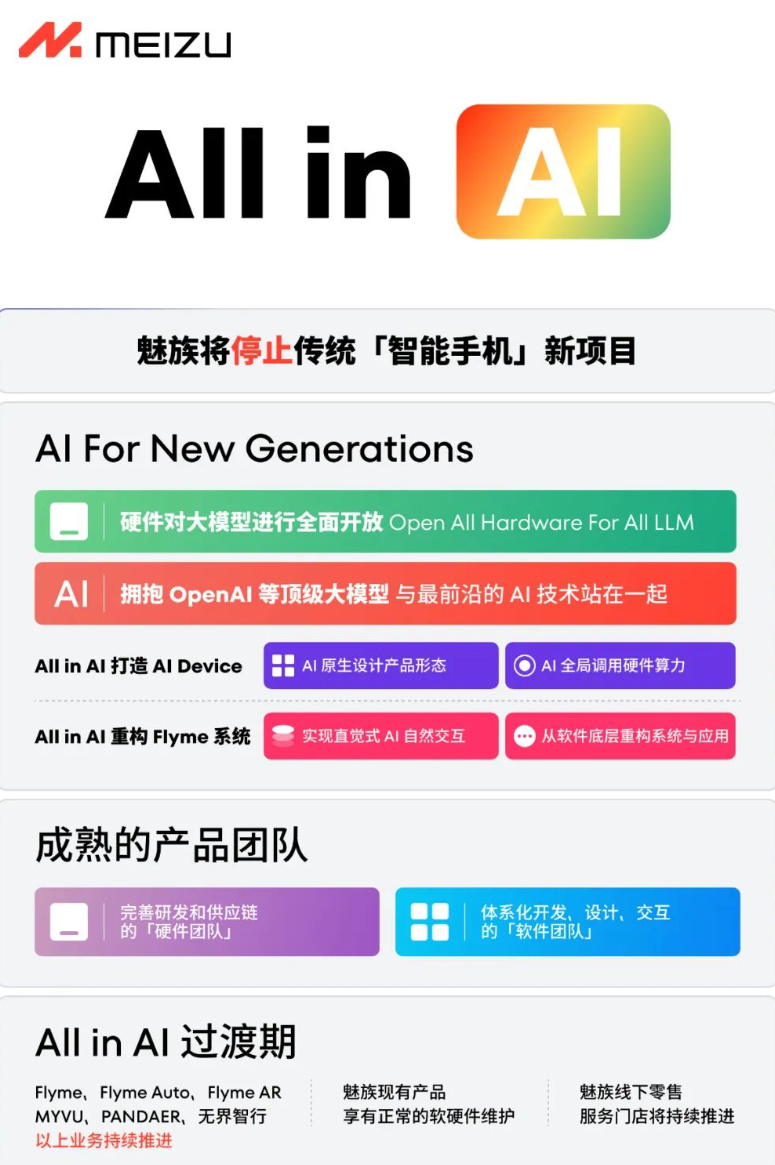 MEIZU
All in AI
魅族将停止传统「智能手机」新项目
AI For New Generations
硬件对大模型进行全面开放 Open All Hardware For All LLM
AI 拥抱 OpenAI 等顶级大模型 与最前沿的 AI 技术站在一起
All in AI 打造 AI Device AI 原生设计产品形态 AI 全局调用硬件算力
All in AI 重构 Flyme 系统 实现直觉式 AI 自然交互 从软件底层重构系统与应用
成熟的产品团队
完善研发和供应链
的「硬件团队」
体系化开发、设计、交互
的「软件团队」
All in AI 过渡期
Flyme、Flyme Auto、Flyme AR
MYVU、PANDAER、无界智行
以上业务持续推进
魅族现有产品
享有正常的软硬件维护
魅族线下零售
服务门店将持续推进